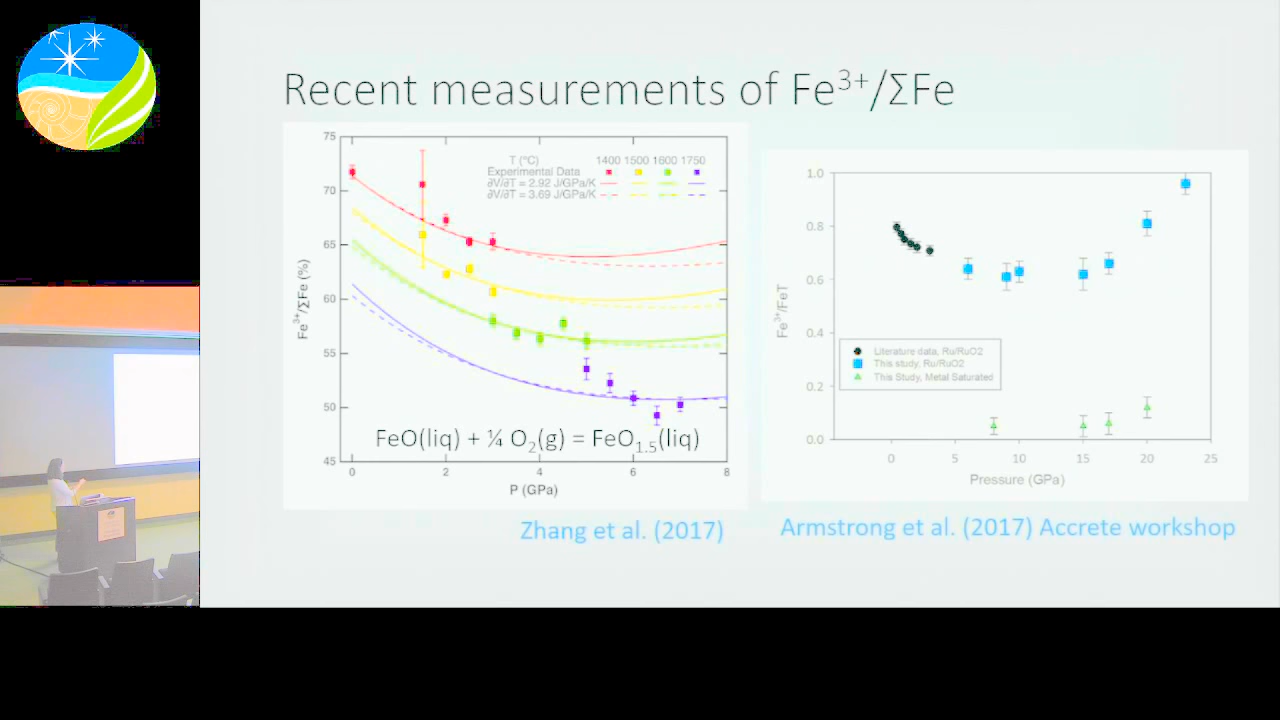 Recent measurements of Fe³⁺/ΣFe
75
70
65
60
55
50
45
Fe³⁺/ΣFe (%)
T (°C) 1400 1500 1600 1750
Experimental Data
∂V/∂T = 2.92 J/GPa/K
∂V/∂T = 3.69 J/GPa/K
FeO(liq) + ¼ O₂(g) = FeO₁.₅(liq)
0 2 4 6 8
P (GPa)
Zhang et al. (2017)
1.0
0.8
0.6
0.4
0.2
0.0
Fe³⁺/FeT
Literature data, Ru/RuO2
This study, Ru/RuO2
This Study, Metal Saturated
0 5 10 15 20 25
Pressure (GPa)
Armstrong et al. (2017) Accrete workshop